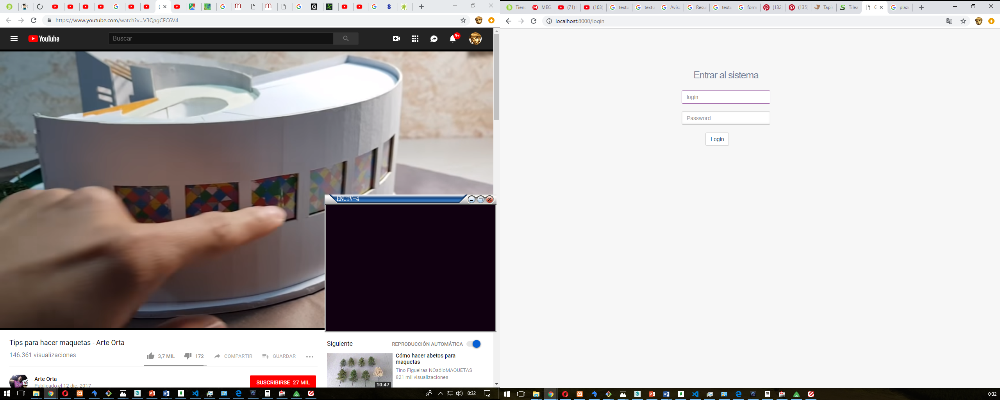 https://www.youtube.com/watch?v=V3QagCFC6V4
YouTube
Buscar
9+
ENUTV-4
Tips para hacer maquetas - Arte Orta
146.361 visualizaciones
3,7 MIL
172
COMPARTIR
GUARDAR
Arte Orta
Publicado el 12 dic. 2017
SUSCRIBIRSE 27 MIL
Siguiente
REPRODUCCIÓN AUTOMÁTICA
Cómo hacer abetos para
maquetas
Tino Figueiras NOsóloMAQUETAS
821 mil visualizaciones
10:47
0:32
Tienc
MEG
(71)
(103)
textu
textu
Avisc
Resu
textu
form
(132)
(135)
Tapis
Tilea
G
plazu
localhost:8000/login
Entrar al sistema
login
Password
Login
0:32